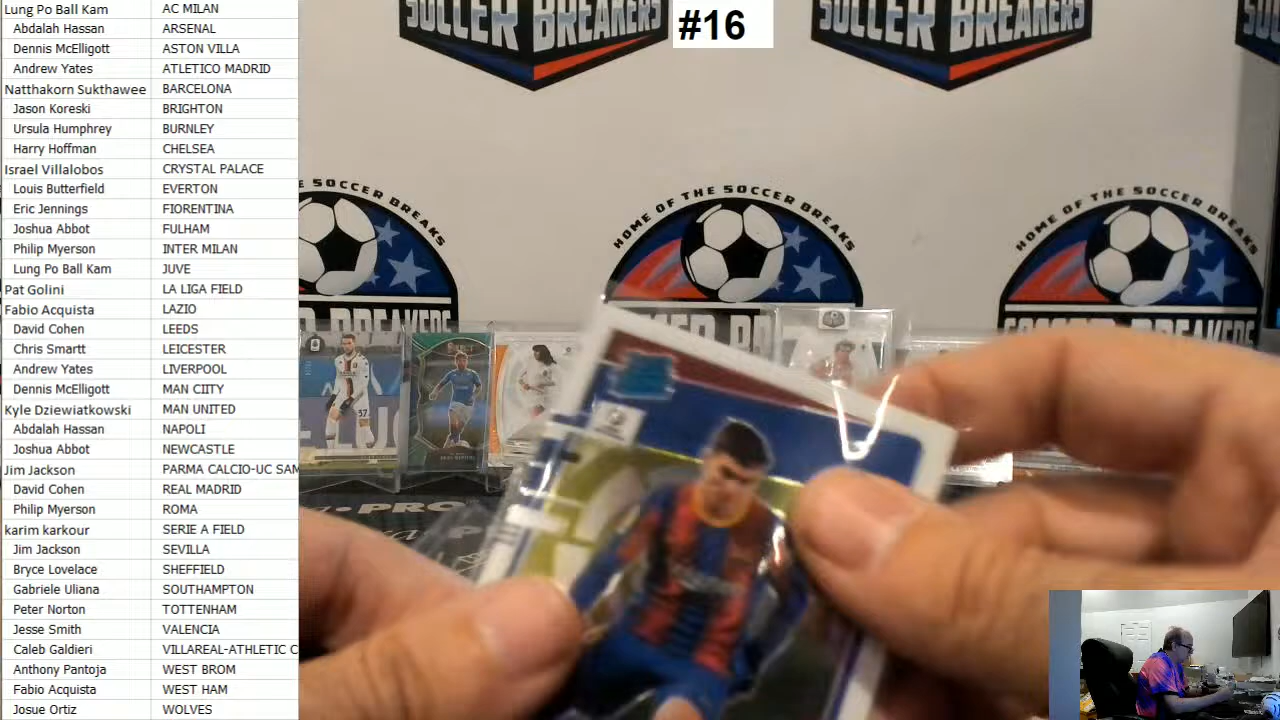 Lung Po Ball Kam AC MILAN
Abdalah Hassan ARSENAL
Dennis McElligott ASTON VILLA
Andrew Yates ATLETICO MADRID
Natthakorn Sukthawee BARCELONA
Jason Koreski BRIGHTON
Ursula Humphrey BURNLEY
Harry Hoffman CHELSEA
Israel Villalobos CRYSTAL PALACE
Louis Butterfield EVERTON
Eric Jennings FIORENTINA
Joshua Abbot FULHAM
Philip Myerson INTER MILAN
Lung Po Ball Kam JUVE
Pat Golini LA LIGA FIELD
Fabio Acquista LAZIO
David Cohen LEEDS
Chris Smartt LEICESTER
Andrew Yates LIVERPOOL
Dennis McElligott MAN CIITY
Kyle Dziewiatkowski MAN UNITED
Abdalah Hassan NAPOLI
Joshua Abbot NEWCASTLE
Jim Jackson PARMA CALCIO-UC SAM
David Cohen REAL MADRID
Philip Myerson ROMA
karim karkour SERIE A FIELD
Jim Jackson SEVILLA
Bryce Lovelace SHEFFIELD
Gabriele Uliana SOUTHAMPTON
Peter Norton TOTTENHAM
Jesse Smith VALENCIA
Caleb Galdieri VILLAREAL-ATHLETIC C
Anthony Pantoja WEST BROM
Fabio Acquista WEST HAM
Josue Ortiz WOLVES
#16
SOCCER BREAKERS
SOCCER BREAKERS
E SOCCER BREAKS
HOME OF THE SOCCER BREAKS
HOME OF THE SOCCER BREAKS
BREAKERS